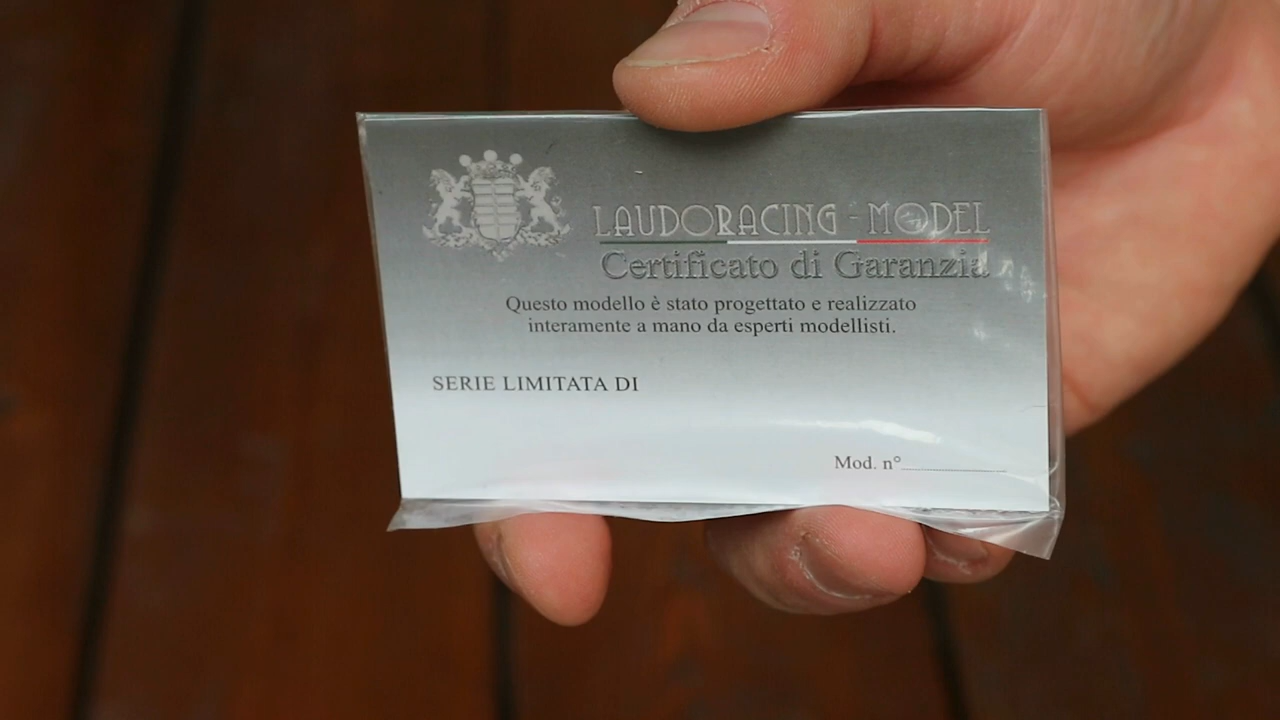 LAUDORACING - MODEL
Certificato di Garanzia
Questo modello è stato progettato e realizzato
interamente a mano da esperti modellisti.
SERIE LIMITATA DI
Mod. n°